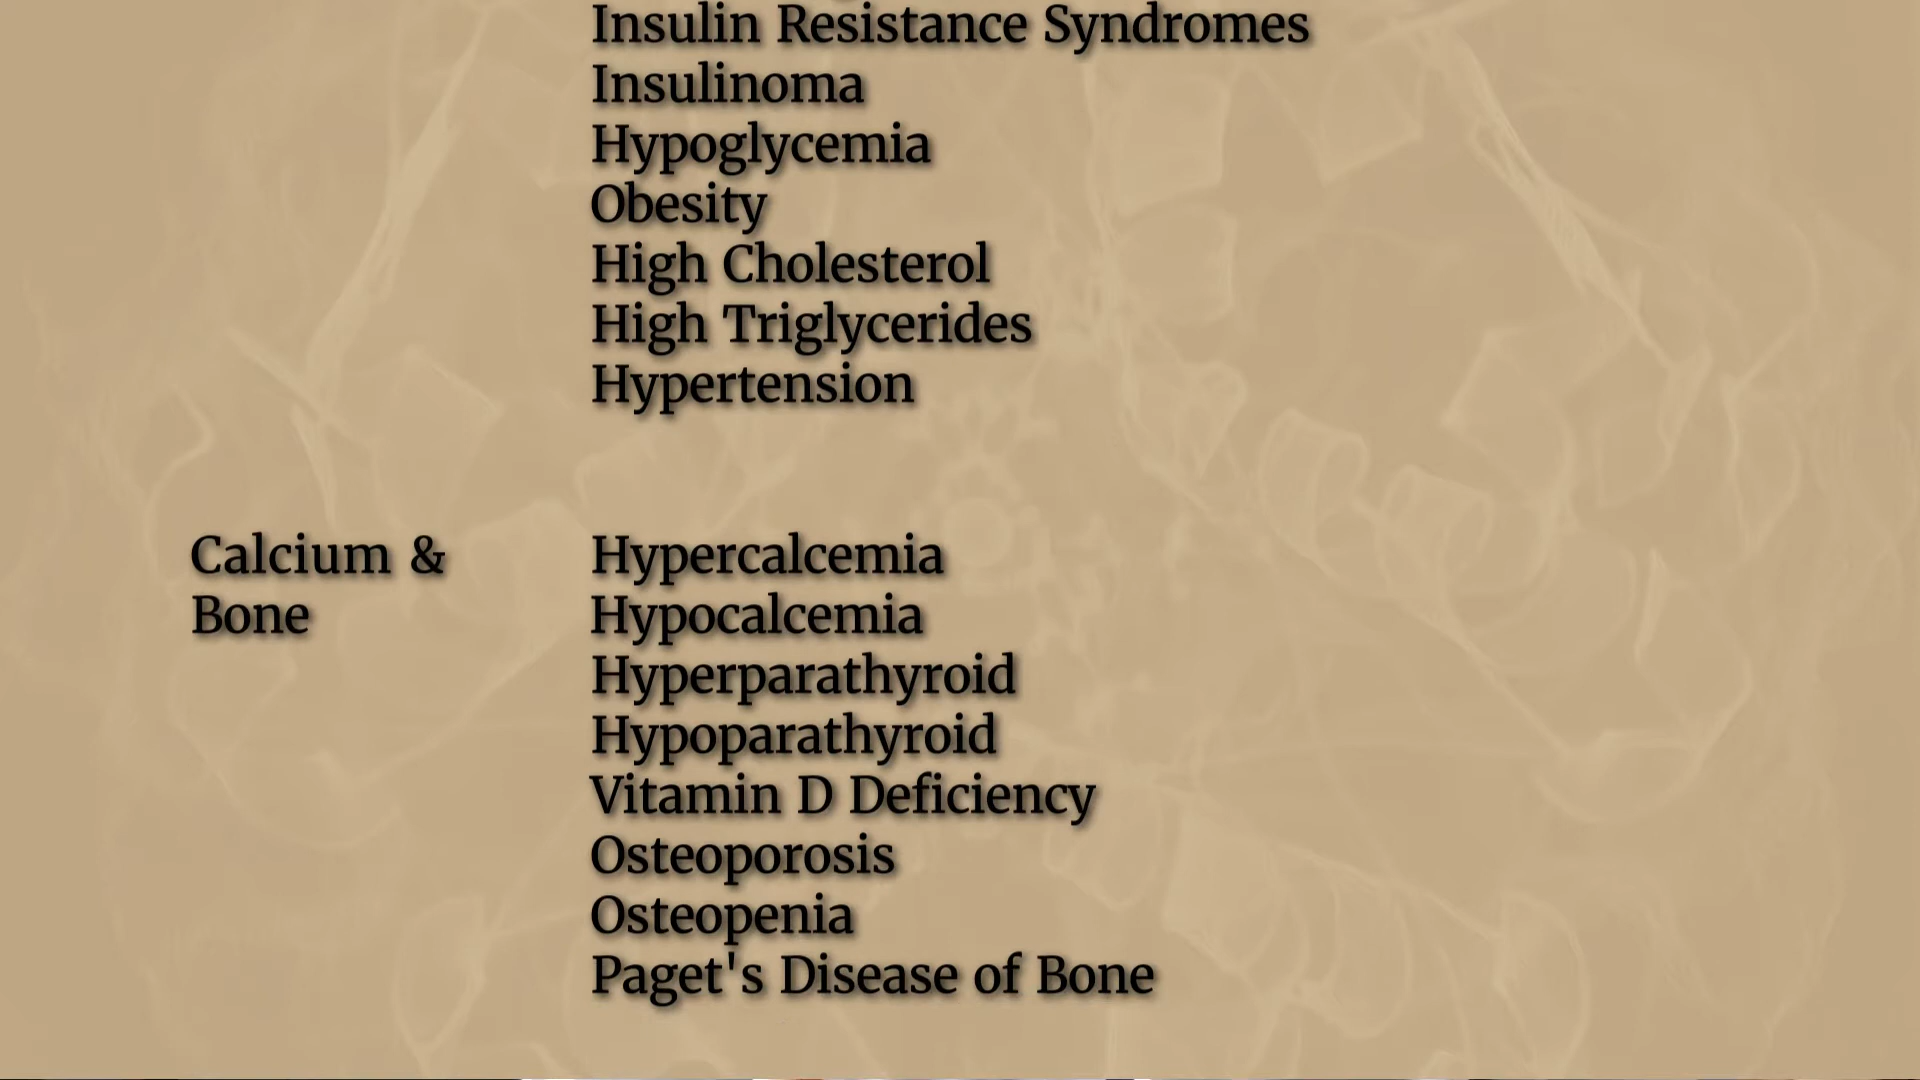 Insulin Resistance Syndromes
Insulinoma
Hypoglycemia
Obesity
High Cholesterol
High Triglycerides
Hypertension
Calcium &
Bone
Hypercalcemia
Hypocalcemia
Hyperparathyroid
Hypoparathyroid
Vitamin D Deficiency
Osteoporosis
Osteopenia
Paget's Disease of Bone